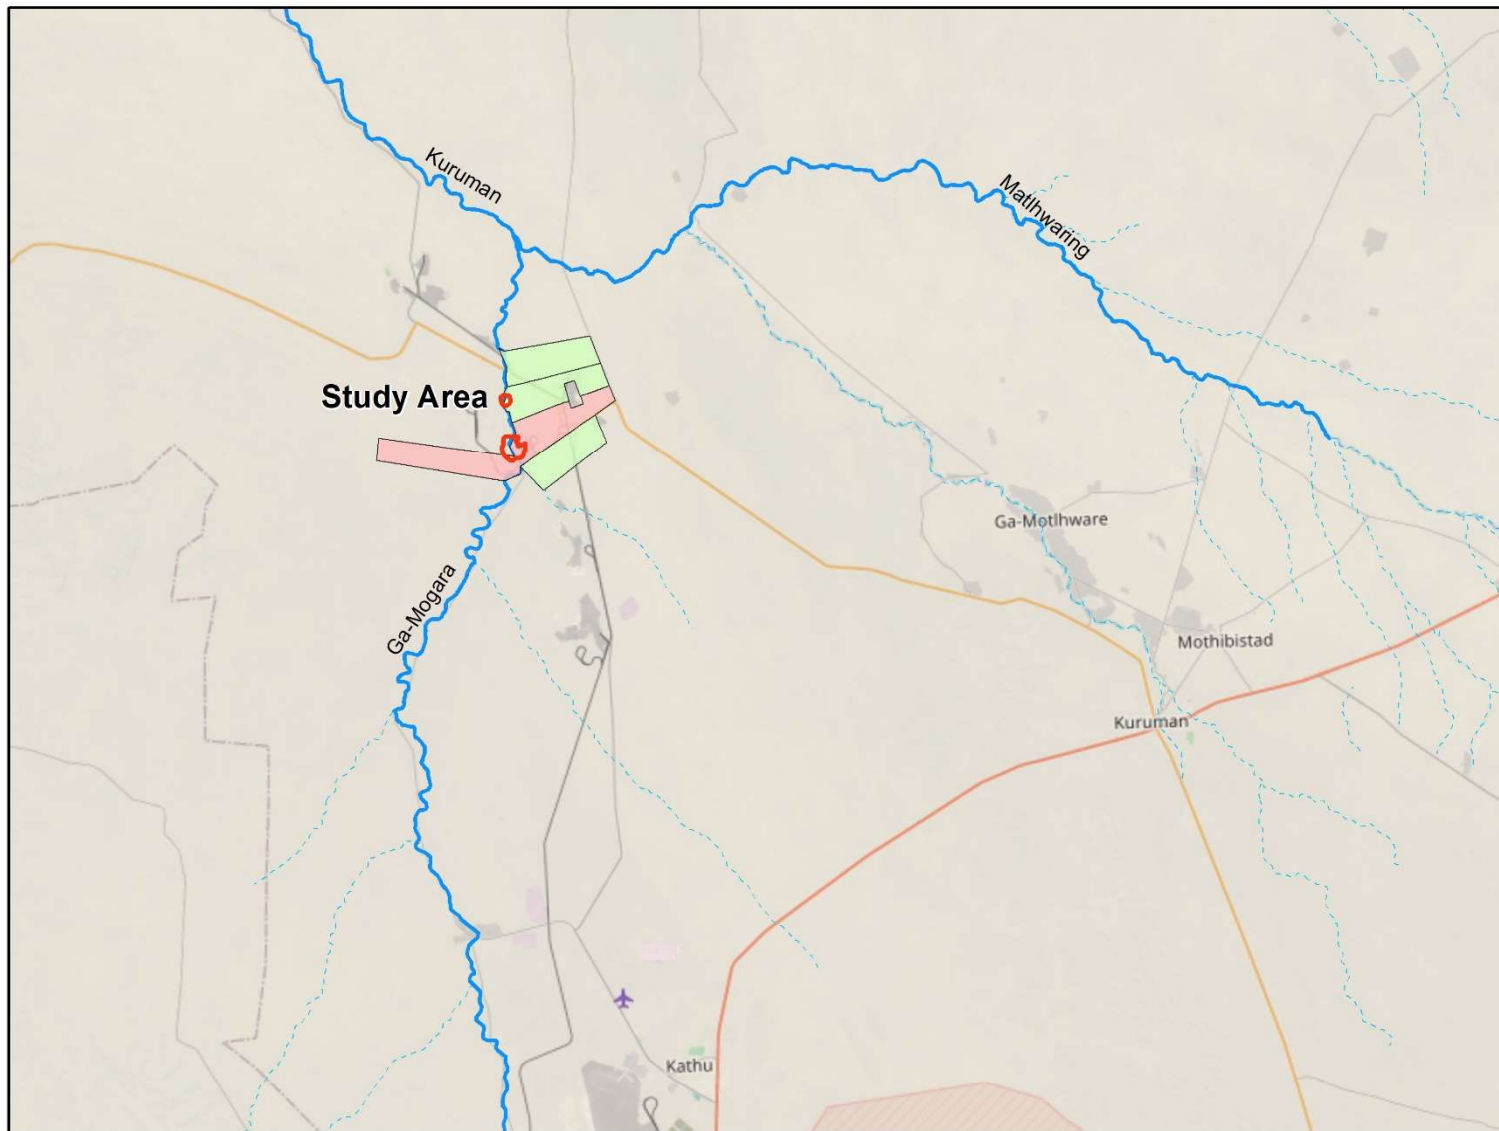 Kuruman
Matlhwaring
Study Area
Ga-Motlhware
Ga-Mogara
Mothibistad
Kuruman
Kathu